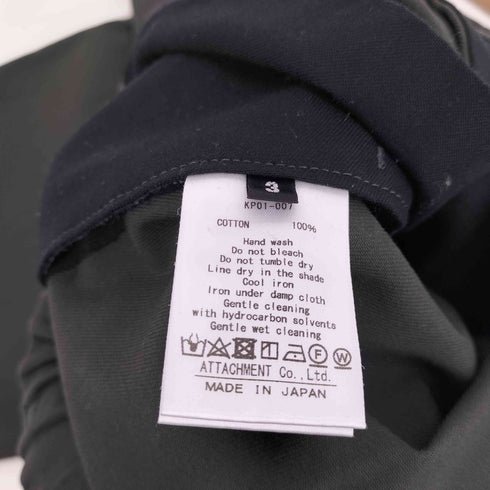 3
KP01-007
COTTON 100%
Hand wash
Do not bleach
Do not tumble dry
Line dry in the shade
Cool iron
Iron under damp cloth
Gentle cleaning
with hydrocarbon solvents
Gentle wet cleaning
F W
ATTACHMENT Co.,Ltd.
MADE IN JAPAN